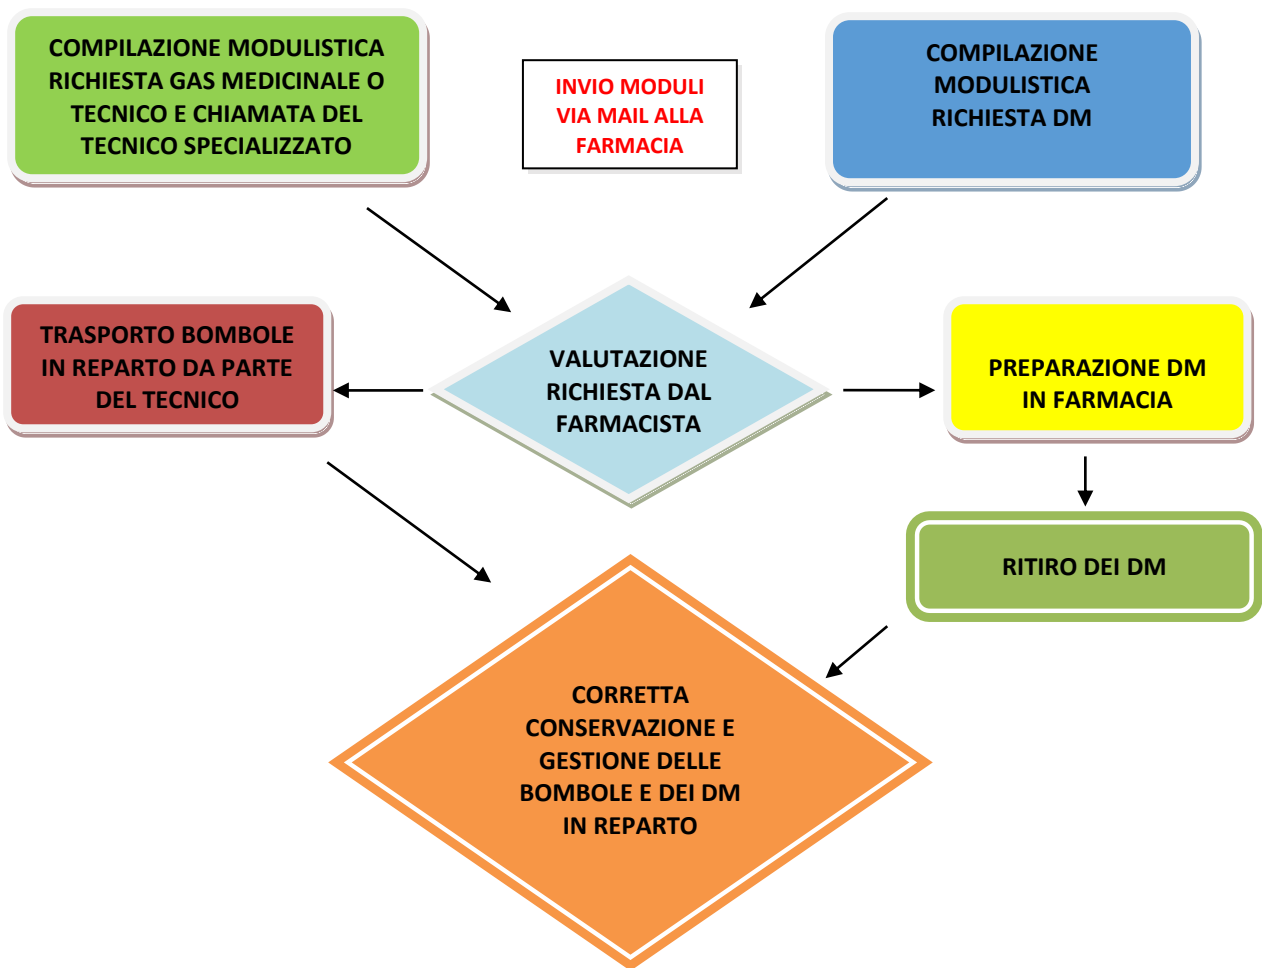 COMPILAZIONE MODULISTICA
RICHIESTA GAS MEDICINALE O
TECNICO E CHIAMATA DEL
TECNICO SPECIALIZZATO
INVIO MODULI
VIA MAIL ALLA
FARMACIA
COMPILAZIONE
MODULISTICA
RICHIESTA DM
TRASPORTO BOMBOLE
IN REPARTO DA PARTE
DEL TECNICO
VALUTAZIONE
RICHIESTA DAL
FARMACISTA
PREPARAZIONE DM
IN FARMACIA
RITIRO DEI DM
CORRETTA
CONSERVAZIONE E
GESTIONE DELLE
BOMBOLE E DEI DM
IN REPARTO